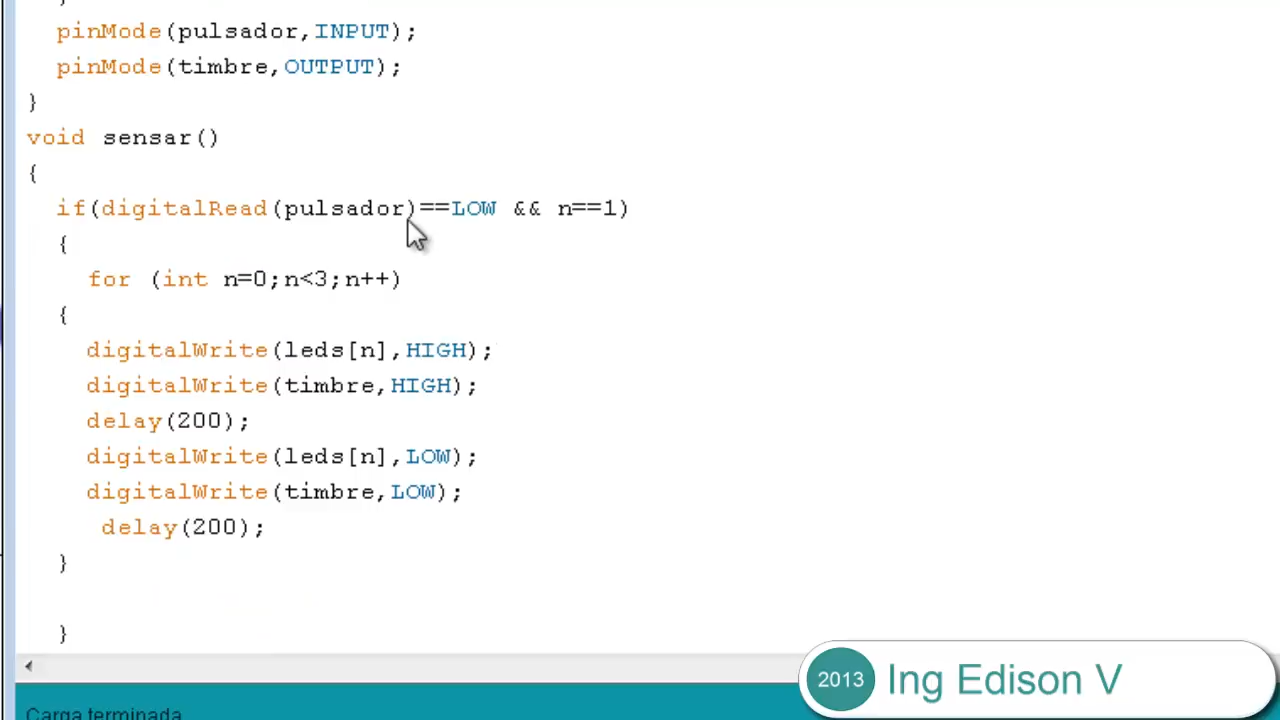 }
pinMode(pulsador,INPUT);
pinMode(timbre,OUTPUT);
}
void sensar()
{
if(digitalRead(pulsador)==LOW && n==1)
{
for (int n=0;n<3;n++)
{
digitalWrite(leds[n],HIGH);
digitalWrite(timbre,HIGH);
delay(200);
digitalWrite(leds[n],LOW);
digitalWrite(timbre,LOW);
delay(200);
}
}
2013 Ing Edison V
Carga terminada